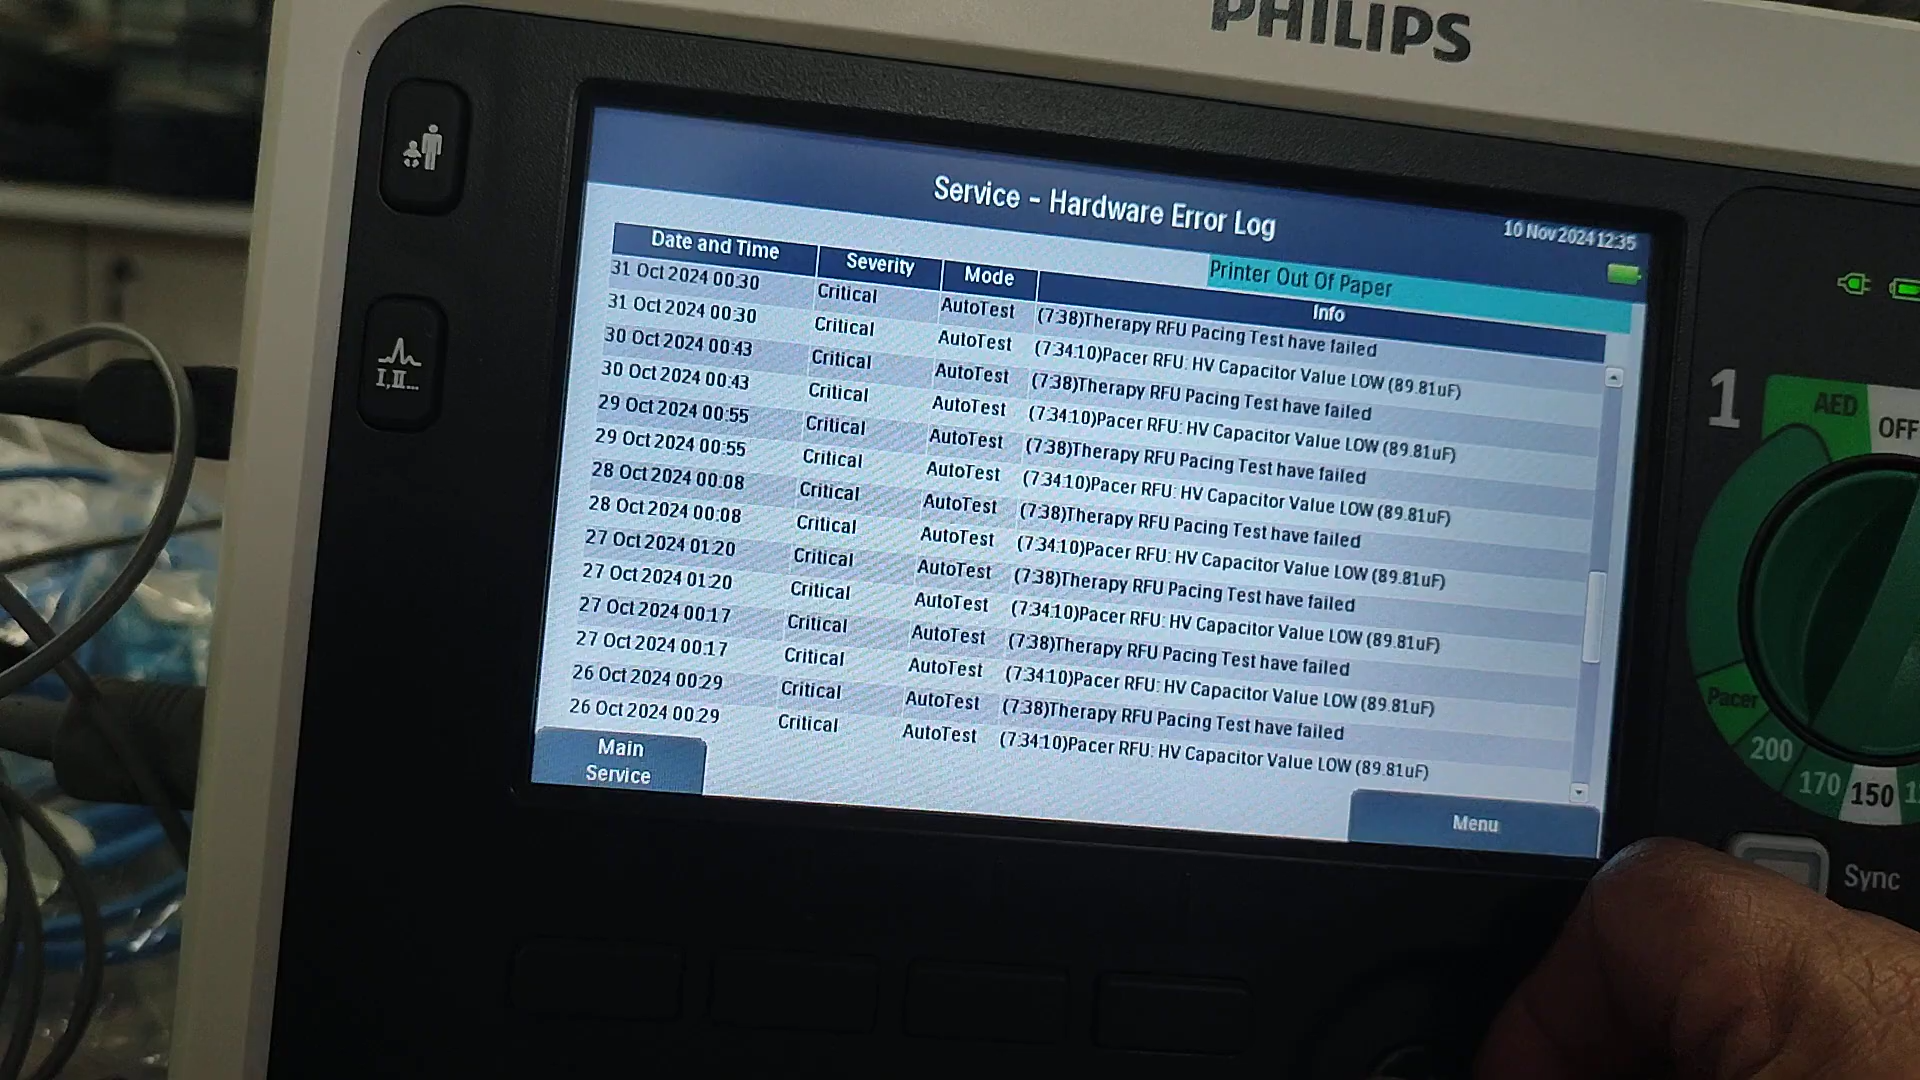 PHILIPS
Service - Hardware Error Log
10 Nov 2024 12:35
Printer Out Of Paper
Date and Time Severity Mode Info
31 Oct 2024 00:30 Critical AutoTest (7:38)Therapy RFU Pacing Test have failed
31 Oct 2024 00:30 Critical AutoTest (7:34:10)Pacer RFU: HV Capacitor Value LOW (89.81uF)
30 Oct 2024 00:43 Critical AutoTest (7:38)Therapy RFU Pacing Test have failed
30 Oct 2024 00:43 Critical AutoTest (7:34:10)Pacer RFU: HV Capacitor Value LOW (89.81uF)
29 Oct 2024 00:55 Critical AutoTest (7:38)Therapy RFU Pacing Test have failed
29 Oct 2024 00:55 Critical AutoTest (7:34:10)Pacer RFU: HV Capacitor Value LOW (89.81uF)
28 Oct 2024 00:08 Critical AutoTest (7:38)Therapy RFU Pacing Test have failed
28 Oct 2024 00:08 Critical AutoTest (7:34:10)Pacer RFU: HV Capacitor Value LOW (89.81uF)
27 Oct 2024 01:20 Critical AutoTest (7:38)Therapy RFU Pacing Test have failed
27 Oct 2024 01:20 Critical AutoTest (7:34:10)Pacer RFU: HV Capacitor Value LOW (89.81uF)
27 Oct 2024 00:17 Critical AutoTest (7:38)Therapy RFU Pacing Test have failed
27 Oct 2024 00:17 Critical AutoTest (7:34:10)Pacer RFU: HV Capacitor Value LOW (89.81uF)
26 Oct 2024 00:29 Critical AutoTest (7:38)Therapy RFU Pacing Test have failed
26 Oct 2024 00:29 Critical AutoTest (7:34:10)Pacer RFU: HV Capacitor Value LOW (89.81uF)
Main
Service
Menu
I,II...
1
AED
OFF
Pacer
200
170
150
Sync